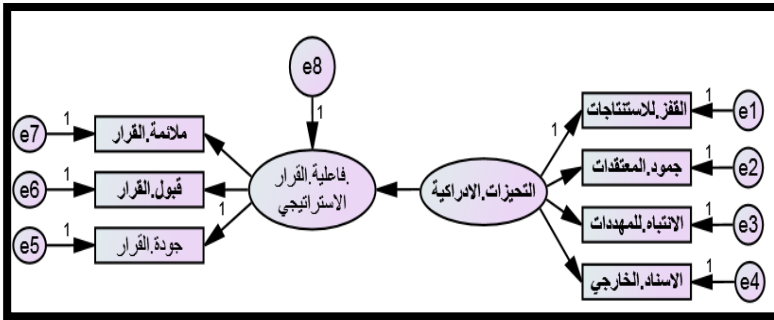 e8
1
القفز.للاستنتاجات
1
e1
1
جمود.المعتقدات
1
e2
الانتباه.للمهددات
1
e3
الاسناد.الخارجي
1
e4
التحيزات.الادراكية
.فاعلية.القرار
الاستراتيجي
1
ملائمة.القرار
1
e7
قبول.القرار
1
e6
جودة.القرار
1
e5